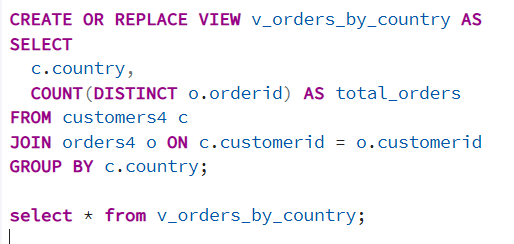 CREATE OR REPLACE VIEW v_orders_by_country AS
SELECT
  c.country,
  COUNT(DISTINCT o.orderid) AS total_orders
FROM customers4 c
JOIN orders4 o ON c.customerid = o.customerid
GROUP BY c.country;

select * from v_orders_by_country;